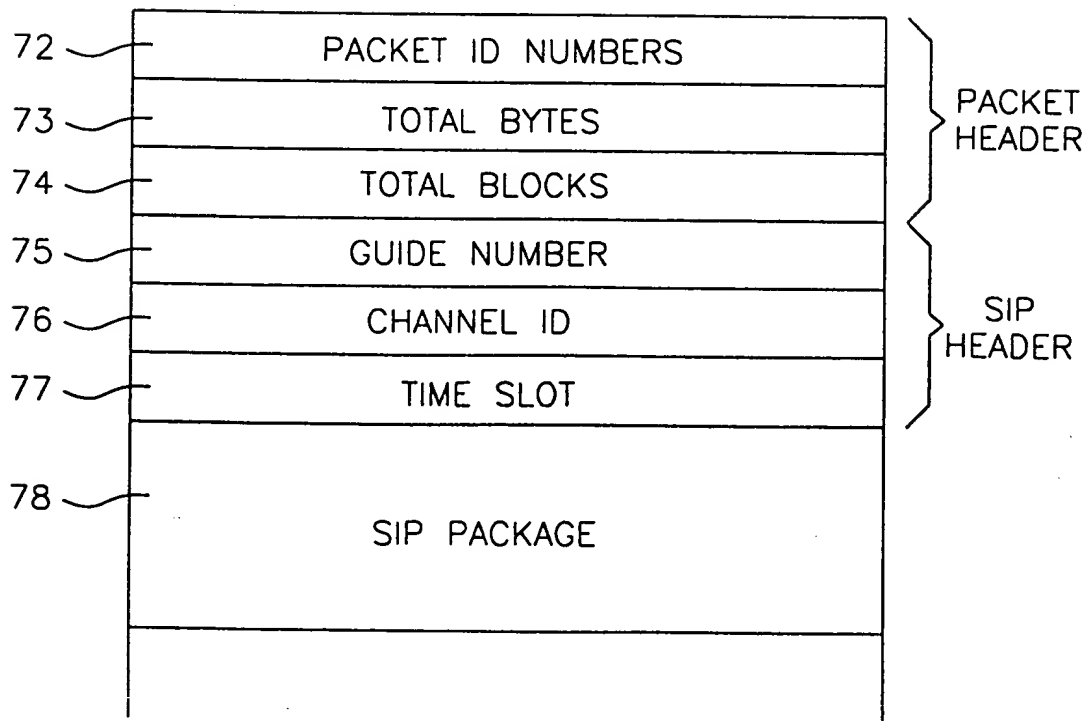 72 PACKET ID NUMBERS
73 TOTAL BYTES
74 TOTAL BLOCKS
PACKET
HEADER
75 GUIDE NUMBER
76 CHANNEL ID
77 TIME SLOT
SIP
HEADER
78 SIP PACKAGE